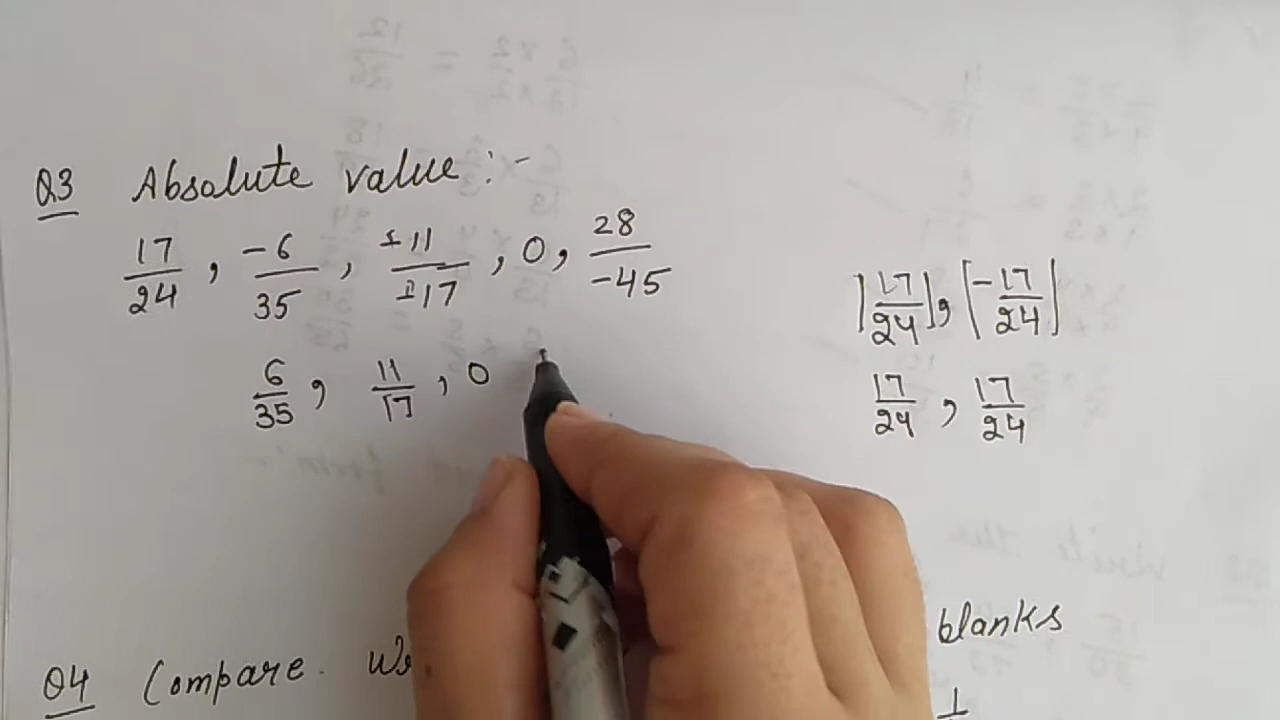 Q3 Absolute value :-
17/24 , -6/35 , -11/-17 , 0 , 28/-45
|17/24| , |-17/24|
6/35 , 11/17 , 0
17/24 , 17/24
Q4 Compare. blanks